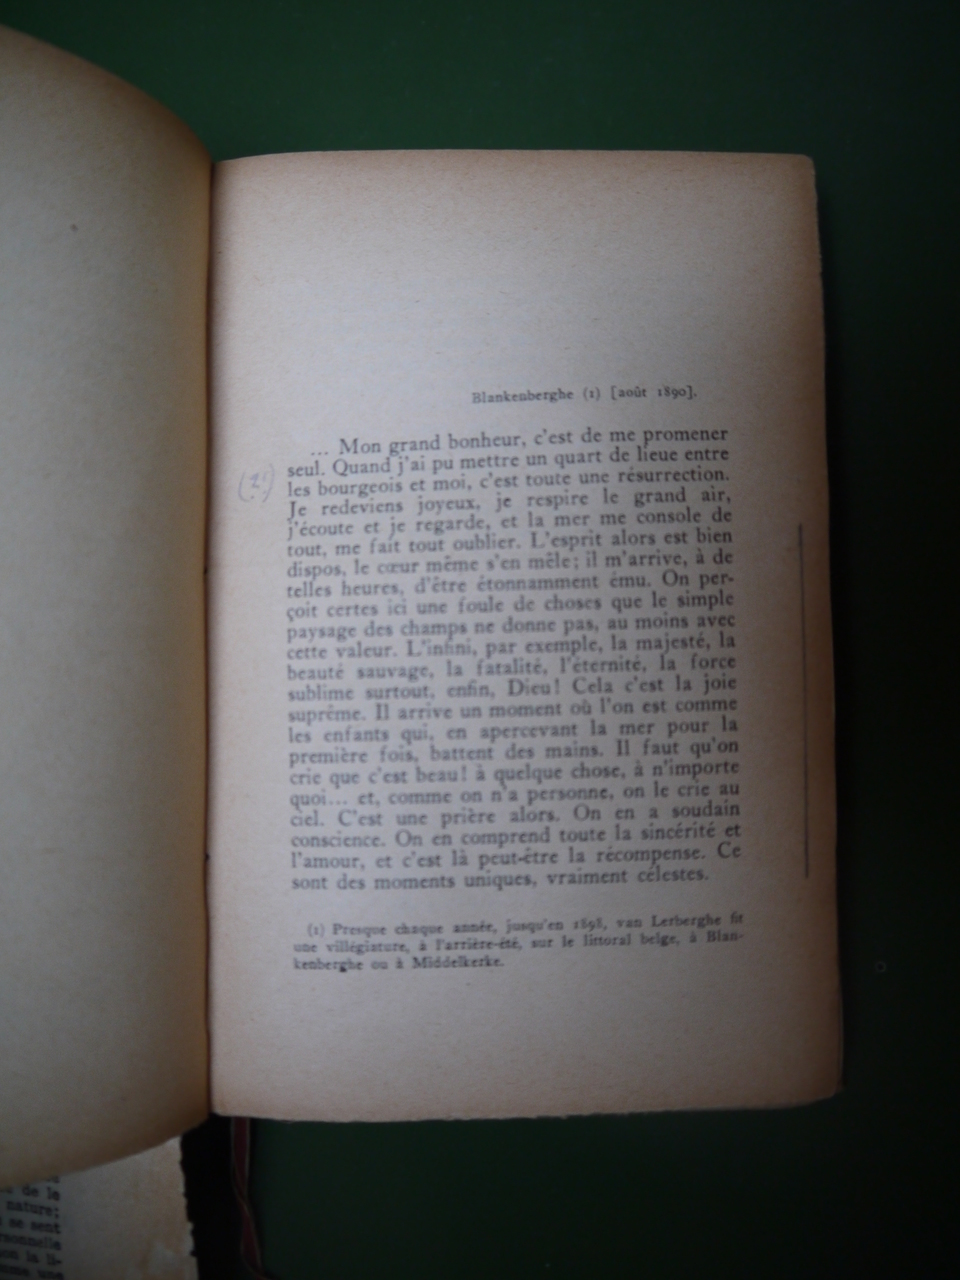 Blankenberghe (1) [août 1890].
... Mon grand bonheur, c'est de me promener
seul. Quand j'ai pu mettre un quart de lieue entre
les bourgeois et moi, c'est toute une résurrection.
(2)
Je redeviens joyeux, je respire le grand air,
j'écoute et je regarde, et la mer me console de
tout, me fait tout oublier. L'esprit alors est bien
dispos, le cœur même s'en mêle; il m'arrive, à de
telles heures, d'être étonnamment ému. On per-
çoit certes ici une foule de choses que le simple
paysage des champs ne donne pas, au moins avec
cette valeur. L'infini, par exemple, la majesté, la
beauté sauvage, la fatalité, l'éternité, la force
sublime surtout, enfin, Dieu! Cela c'est la joie
suprême. Il arrive un moment où l'on est comme
les enfants qui, en apercevant la mer pour la
première fois, battent des mains. Il faut qu'on
crie que c'est beau! à quelque chose, à n'importe
quoi... et, comme on n'a personne, on le crie au
ciel. C'est une prière alors. On en a soudain
conscience. On en comprend toute la sincérité et
l'amour, et c'est là peut-être la récompense. Ce
sont des moments uniques, vraiment célestes.
(1) Presque chaque année, jusqu'en 1898, van Lerberghe fit
une villégiature, à l'arrière-été, sur le littoral belge, à Blan-
kenberghe ou à Middelkerke.
de le
nature;
se sent
rsonnelle
la li-
une